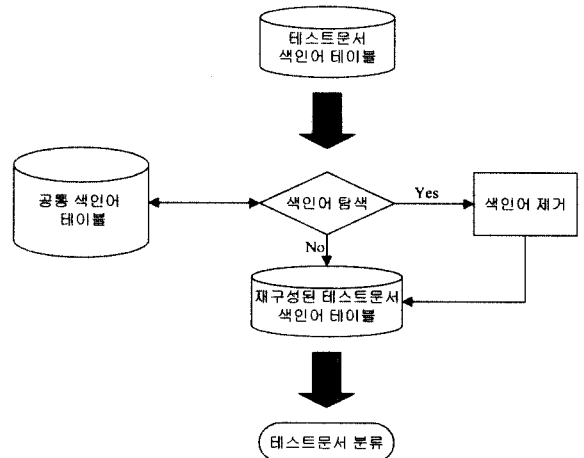 테스트문서
색인어 테이블
공통 색인어
테이블
색인어 탐색
Yes
색인어 제거
No
재구성된 테스트문서
색인어 테이블
테스트문서 분류